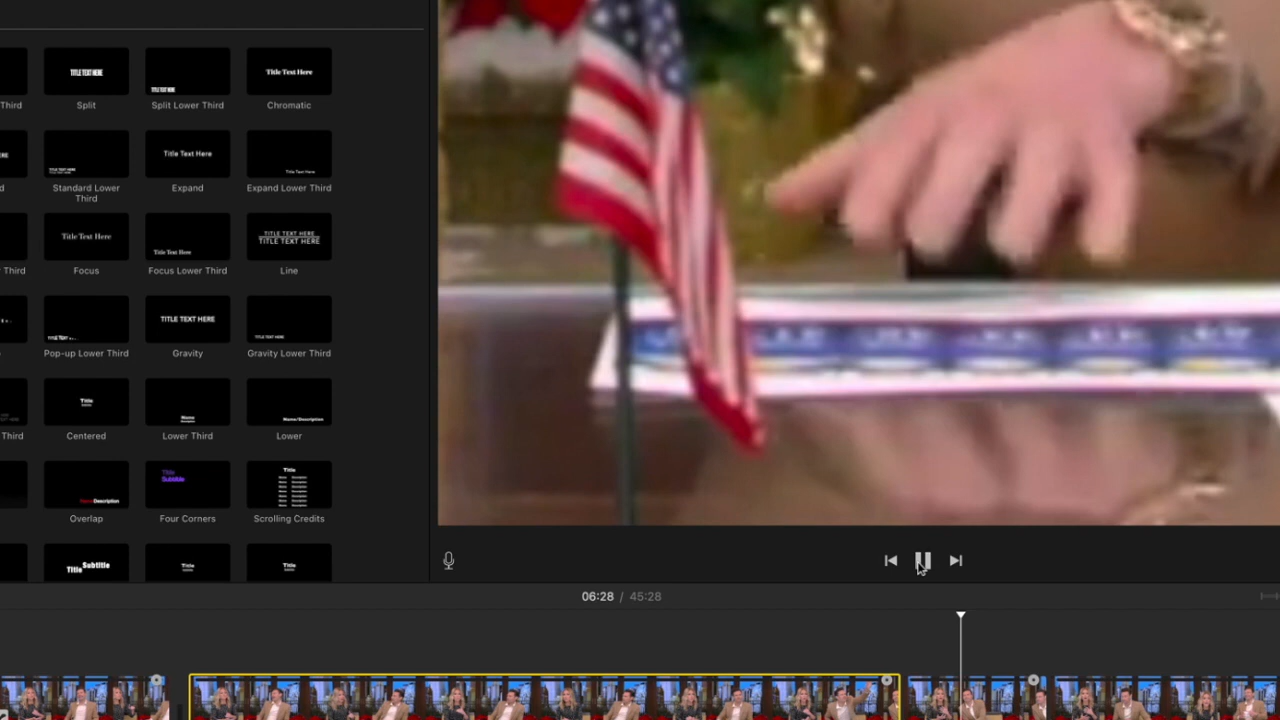 TITLE TEXT HERE
TITLE TEXT HERE
Title Text Here
Third
Split
Split Lower Third
Chromatic
Title Text Here
Title Text Here
Standard Lower
Third
Expand
Expand Lower Third
Title Text Here
Title Text Here
TITLE TEXT HERE
TITLE TEXT HERE
Third
Focus
Focus Lower Third
Line
TITLE TEXT HERE
TITLE TEXT HERE
Pop-up Lower Third
Gravity
Gravity Lower Third
Title
Name
Name/Description
Third
Centered
Lower Third
Lower
Description
Title
Subtitle
Title
Overlap
Four Corners
Scrolling Credits
Title Subtitle
Title
Title
06:28 / 45:28